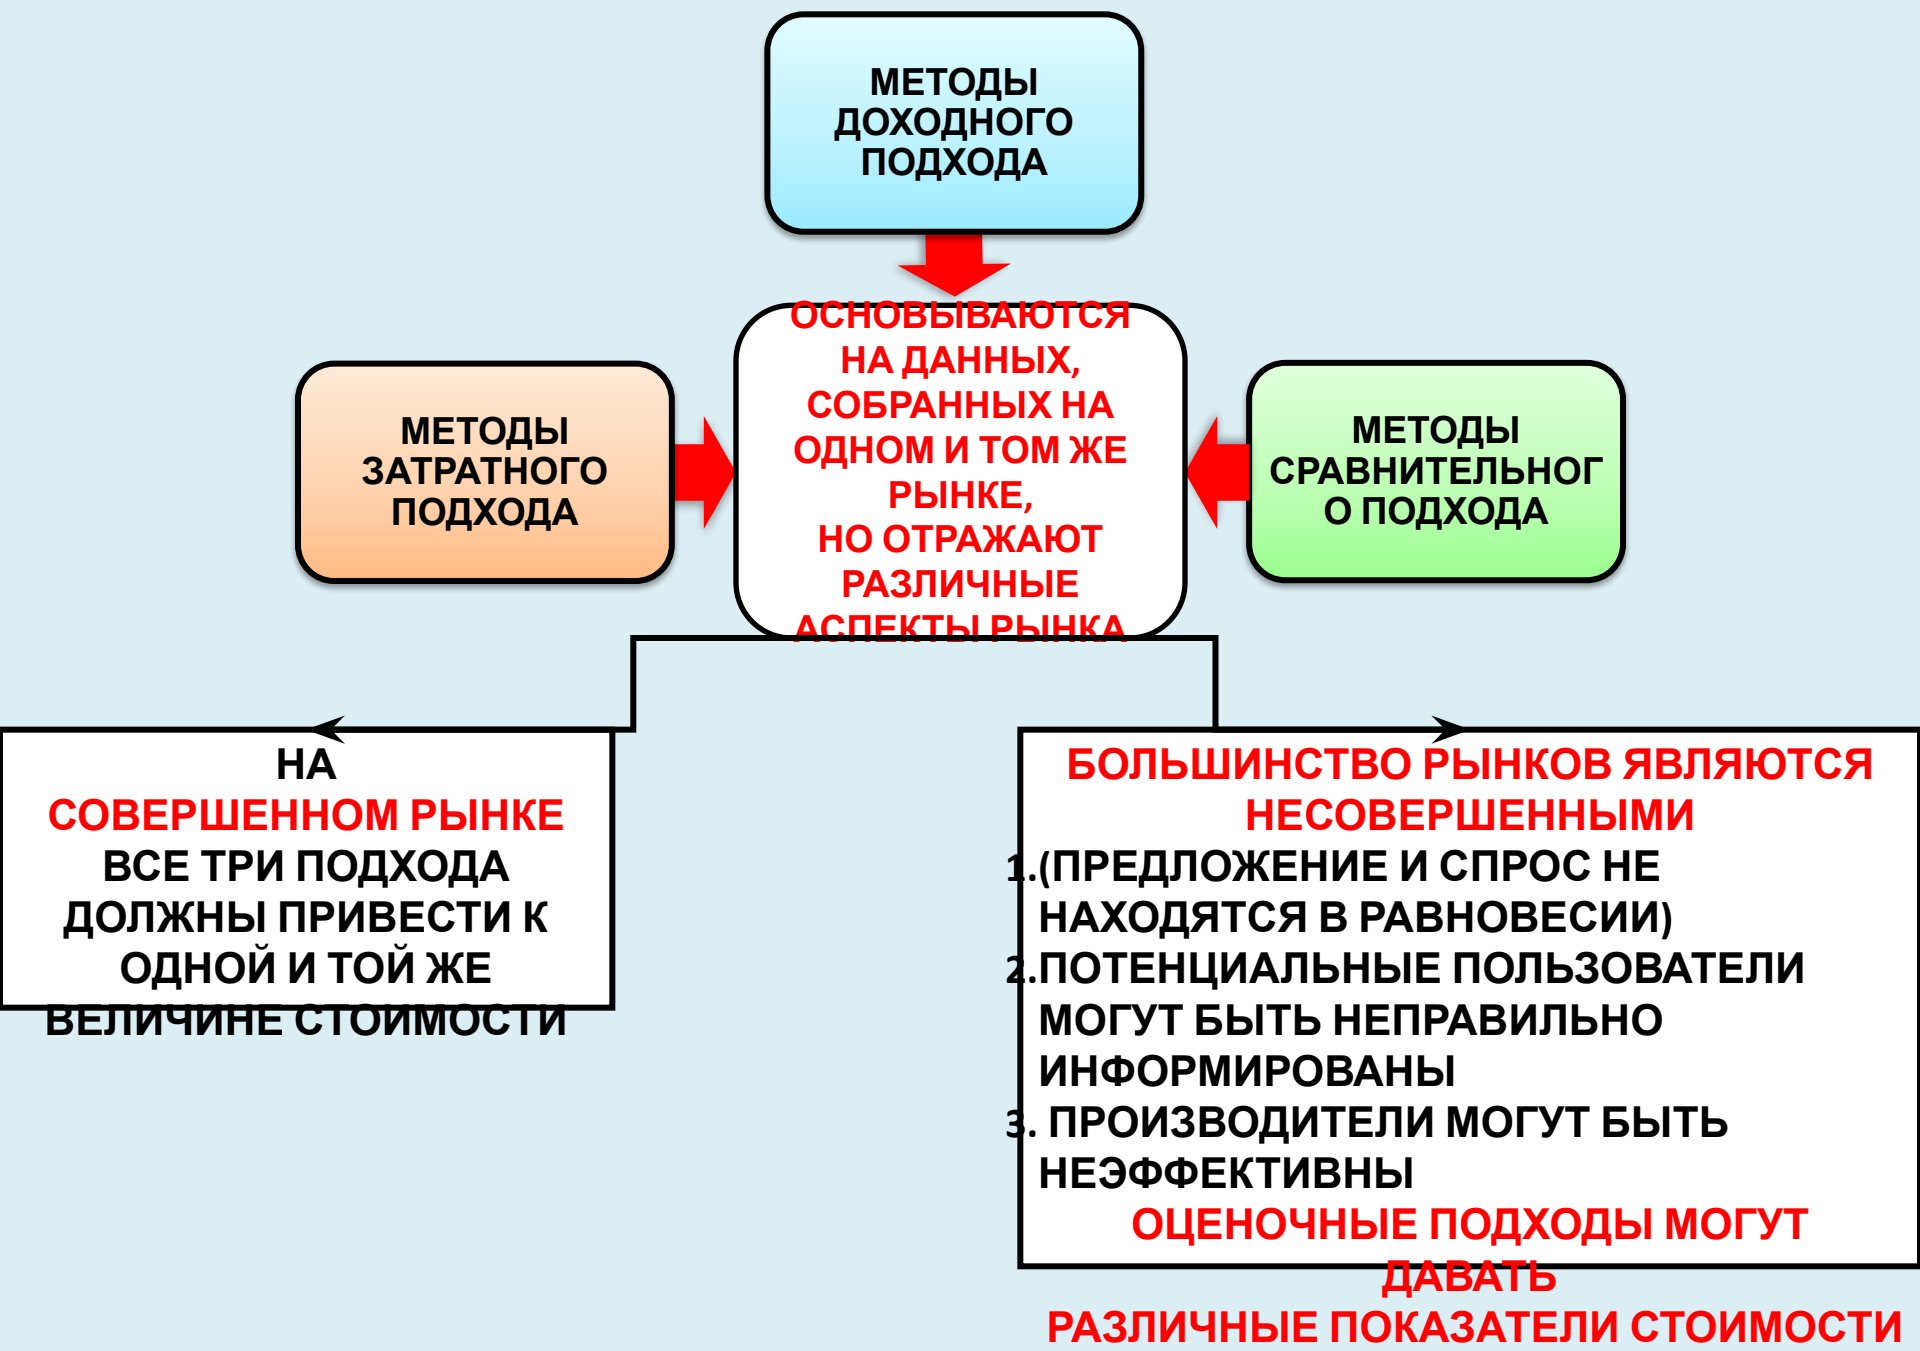 МЕТОДЫ
ДОХОДНОГО
ПОДХОДА
ОСНОВЫВАЮТСЯ
НА ДАННЫХ,
СОБРАННЫХ НА
ОДНОМ И ТОМ ЖЕ
РЫНКЕ,
НО ОТРАЖАЮТ
РАЗЛИЧНЫЕ
АСПЕКТЫ РЫНКА
МЕТОДЫ
ЗАТРАТНОГО
ПОДХОДА
МЕТОДЫ
СРАВНИТЕЛЬНОГ
О ПОДХОДА
НА
СОВЕРШЕННОМ РЫНКЕ
ВСЕ ТРИ ПОДХОДА
ДОЛЖНЫ ПРИВЕСТИ К
ОДНОЙ И ТОЙ ЖЕ
ВЕЛИЧИНЕ СТОИМОСТИ
БОЛЬШИНСТВО РЫНКОВ ЯВЛЯЮТСЯ
НЕСОВЕРШЕННЫМИ
1.(ПРЕДЛОЖЕНИЕ И СПРОС НЕ
НАХОДЯТСЯ В РАВНОВЕСИИ)
2.ПОТЕНЦИАЛЬНЫЕ ПОЛЬЗОВАТЕЛИ
МОГУТ БЫТЬ НЕПРАВИЛЬНО
ИНФОРМИРОВАНЫ
3. ПРОИЗВОДИТЕЛИ МОГУТ БЫТЬ
НЕЭФФЕКТИВНЫ
ОЦЕНОЧНЫЕ ПОДХОДЫ МОГУТ
ДАВАТЬ
РАЗЛИЧНЫЕ ПОКАЗАТЕЛИ СТОИМОСТИ